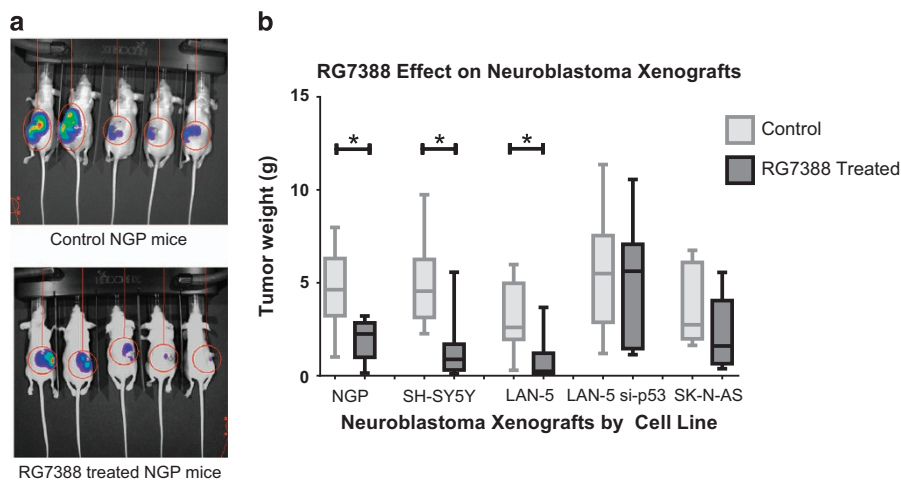 a
Control NGP mice
RG7388 treated NGP mice
b
RG7388 Effect on Neuroblastoma Xenografts
15
10
5
0
Tumor weight (g)
* * *
Control
RG7388 Treated
NGP SH-SY5Y LAN-5 LAN-5 si-p53 SK-N-AS
Neuroblastoma Xenografts by Cell Line